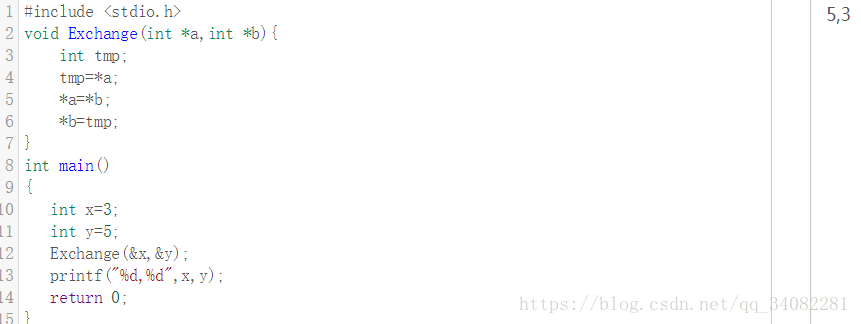 1 #include <stdio.h>
5,3
2 void Exchange(int *a,int *b){
3 int tmp;
4 tmp=*a;
5 *a=*b;
6 *b=tmp;
7 }
8 int main()
9 {
10 int x=3;
11 int y=5;
12 Exchange(&x,&y);
13 printf("%d,%d",x,y);
14 return 0;
15 }
https://blog.csdn.net/qq_34082281